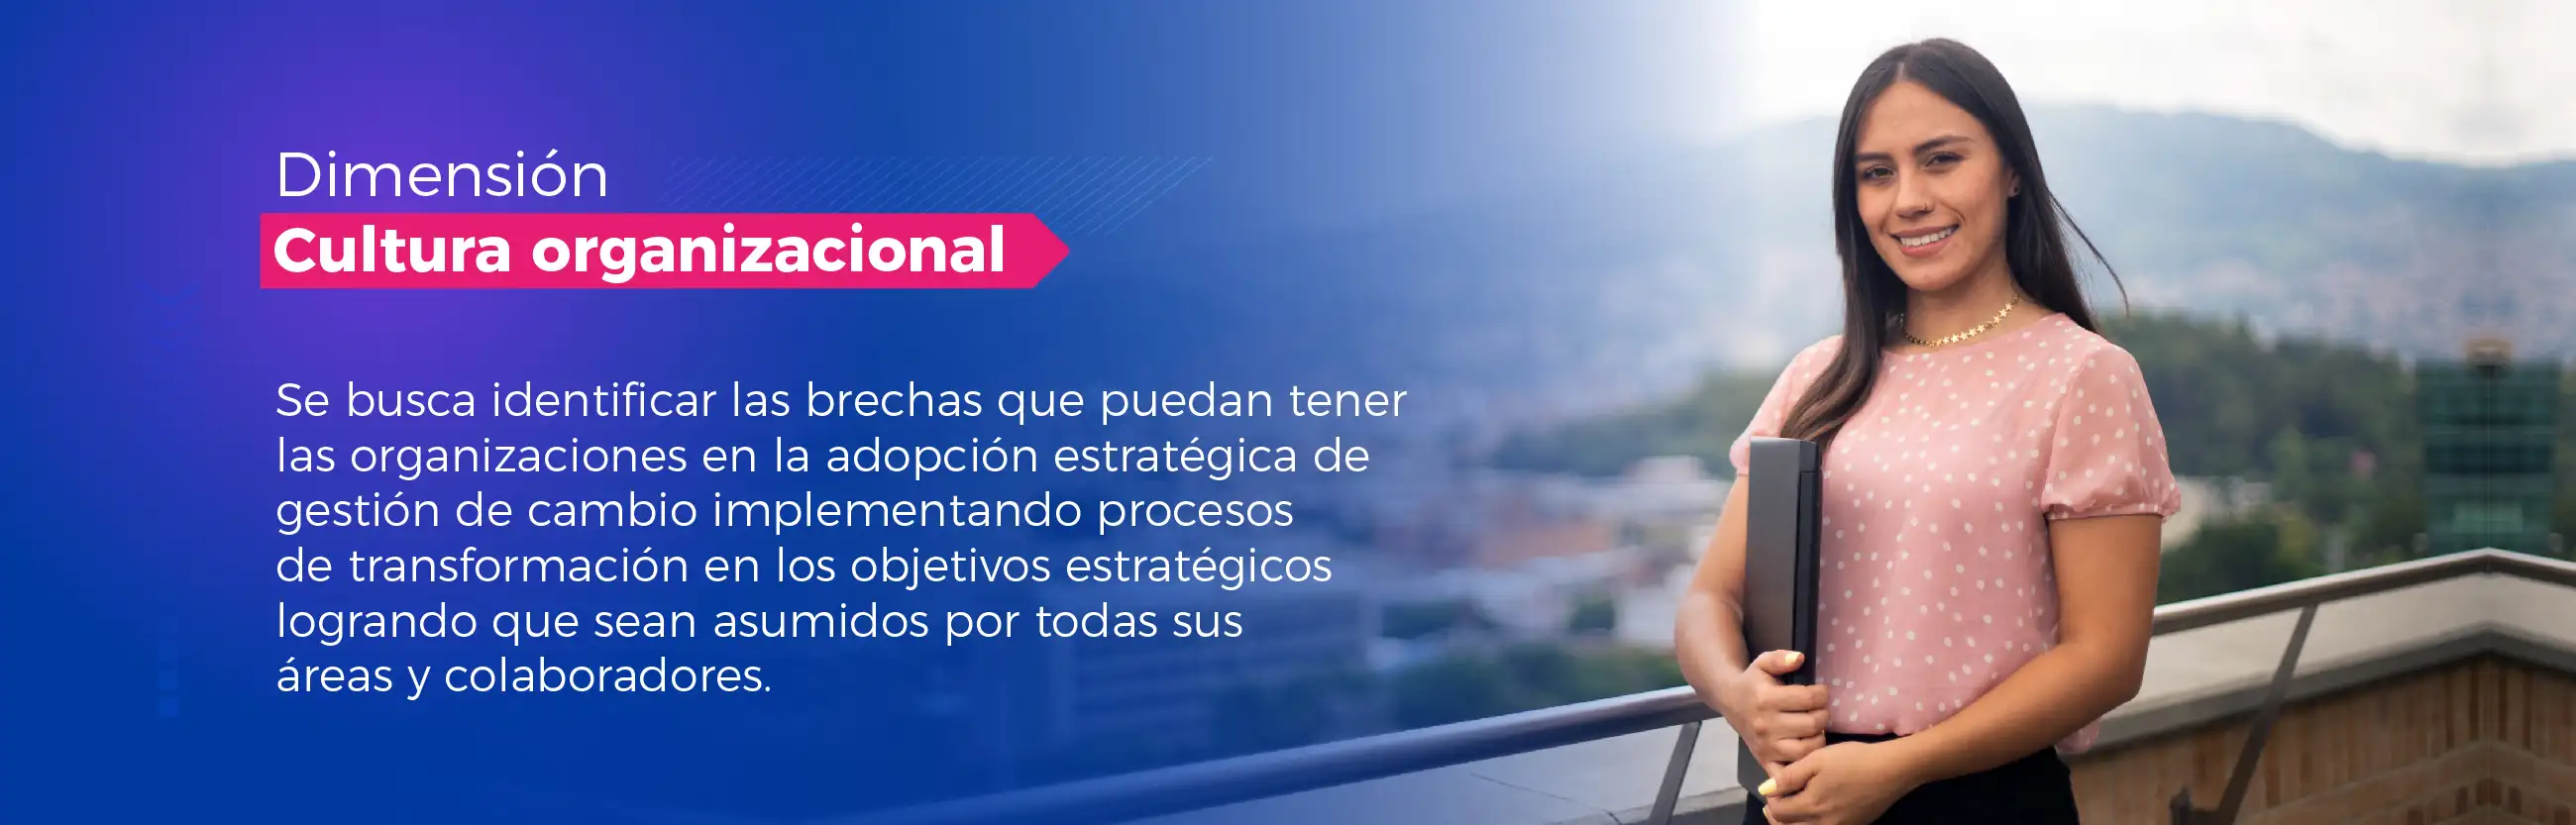 Dimensión
Cultura organizacional
Se busca identificar las brechas que puedan tener
las organizaciones en la adopción estratégica de
gestión de cambio implementando procesos
de transformación en los objetivos estratégicos
logrando que sean asumidos por todas sus
áreas y colaboradores.